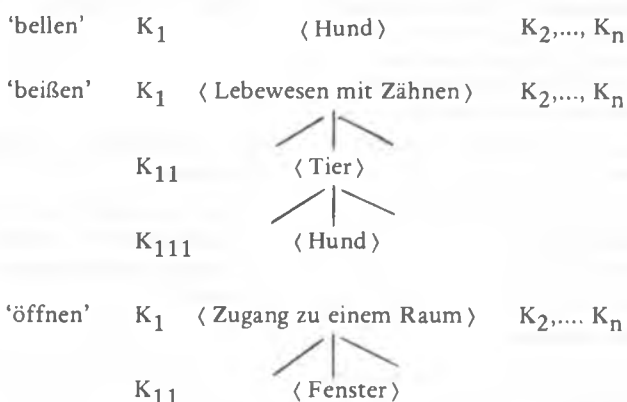 'bellen' K₁ ⟨Hund⟩ K₂,..., Kₙ
'beißen' K₁ ⟨Lebewesen mit Zähnen⟩ K₂,..., Kₙ
K₁₁ ⟨Tier⟩
K₁₁₁ ⟨Hund⟩
'öffnen' K₁ ⟨Zugang zu einem Raum⟩ K₂,.... Kₙ
K₁₁ ⟨Fenster⟩